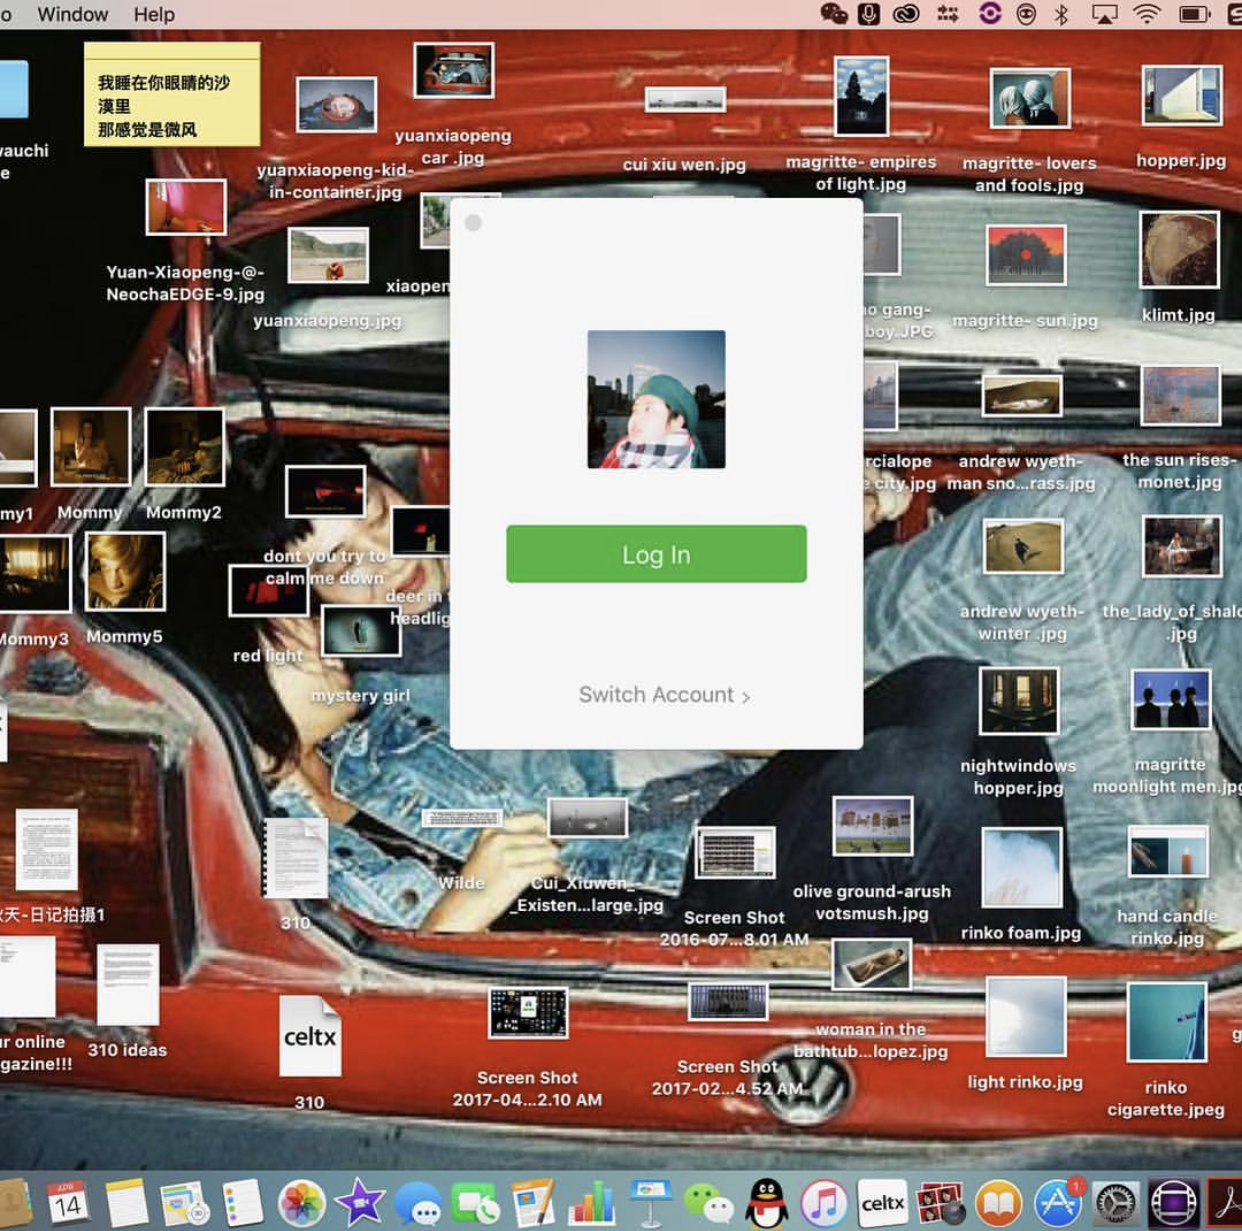 Window Help
我睡在你眼睛的沙
漠里
那感觉是微风
yuanxiaopeng
car .jpg
yuanxiaopeng-kid-
in-container.jpg
cui xiu wen.jpg
magritte- empires
of light.jpg
magritte- lovers
and fools.jpg
hopper.jpg
Yuan-Xiaopeng-@-
NeochaEDGE-9.jpg
yuanxiaopeng.jpg
xiaopen
gang-
boy.JPG
magritte- sun.jpg
klimt.jpg
my1
Mommy
Mommy2
Mommy3
Mommy5
dont you try to
calm me down
deer in
headlig
red light
mystery girl
Log In
Switch Account >
rcialope
city.jpg
andrew wyeth-
man sno...rass.jpg
the sun rises-
monet.jpg
andrew wyeth-
winter .jpg
the_lady_of_shalo
.jpg
nightwindows
hopper.jpg
magritte
moonlight men.jpg
天-日记拍摄1
310
Wilde
Cui_Xiuwen_
_Existen...large.jpg
Screen Shot
2016-07...8.01 AM
olive ground-arush
votsmush.jpg
rinko foam.jpg
hand candle
rinko.jpg
ur online
gazine!!!
310 ideas
celtx
310
Screen Shot
2017-04...2.10 AM
Screen Shot
2017-02...4.52 AM
woman in the
bathtub...lopez.jpg
light rinko.jpg
rinko
cigarette.jpeg
APR
14
celtx
1